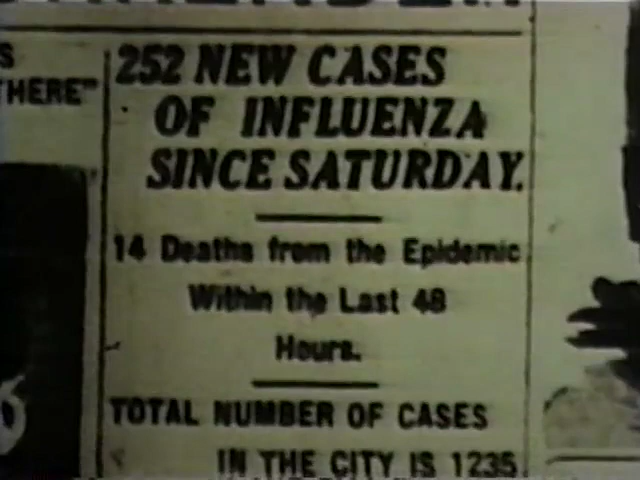 S
THERE"
252 NEW CASES
OF INFLUENZA
SINCE SATURDAY.
14 Deaths from the Epidemic
Within the Last 48
Hours.
TOTAL NUMBER OF CASES
IN THE CITY IS 1235